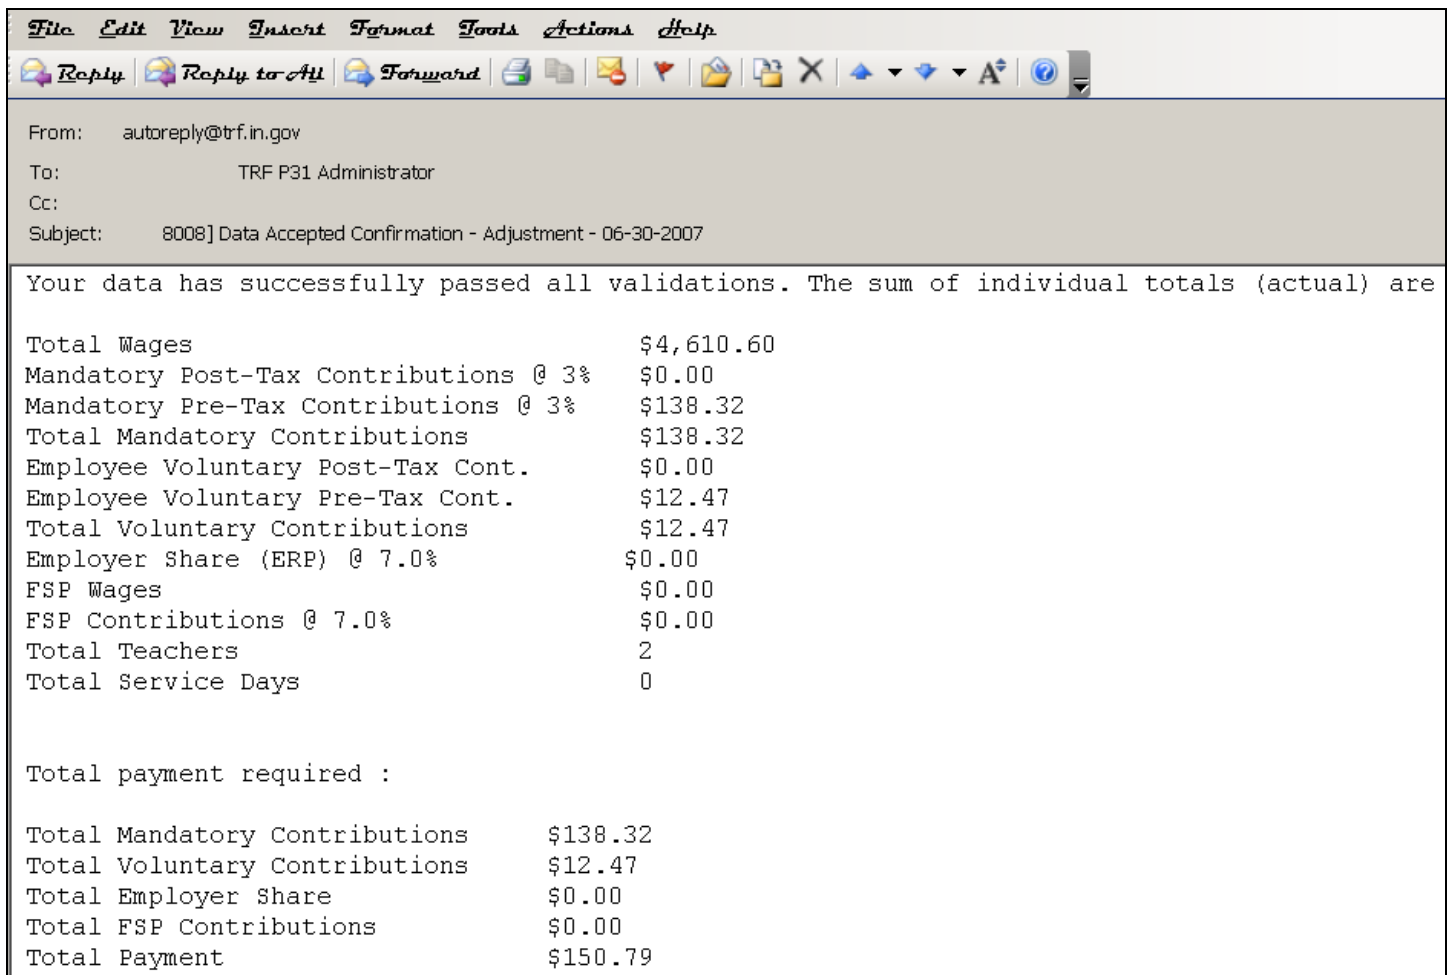 File Edit View Insert Format Tools Actions Help
Reply Reply to All Forward
From: autoreply@trf.in.gov
To: TRF P31 Administrator
Cc:
Subject: 8008] Data Accepted Confirmation - Adjustment - 06-30-2007
Your data has successfully passed all validations. The sum of individual totals (actual) are
Total Wages $4,610.60
Mandatory Post-Tax Contributions @ 3% $0.00
Mandatory Pre-Tax Contributions @ 3% $138.32
Total Mandatory Contributions $138.32
Employee Voluntary Post-Tax Cont. $0.00
Employee Voluntary Pre-Tax Cont. $12.47
Total Voluntary Contributions $12.47
Employer Share (ERP) @ 7.0% $0.00
FSP Wages $0.00
FSP Contributions @ 7.0% $0.00
Total Teachers 2
Total Service Days 0
Total payment required :
Total Mandatory Contributions $138.32
Total Voluntary Contributions $12.47
Total Employer Share $0.00
Total FSP Contributions $0.00
Total Payment $150.79